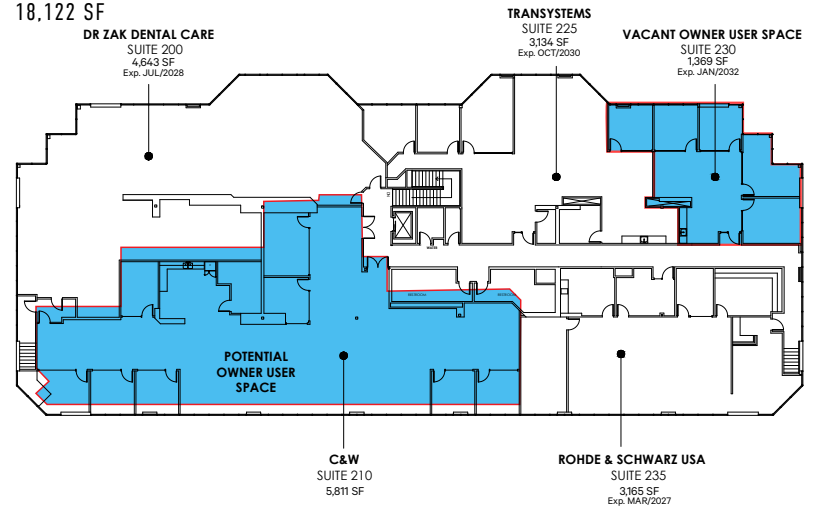 18,122 SF
DR ZAK DENTAL CARE
SUITE 200
4,643 SF
Exp. JUL/2028
TRANSYSTEMS
SUITE 225
3,134 SF
Exp. OCT/2030
VACANT OWNER USER SPACE
SUITE 230
1,369 SF
Exp. JAN/2032
POTENTIAL
OWNER USER
SPACE
C&W
SUITE 210
5,811 SF
ROHDE & SCHWARZ USA
SUITE 235
3,165 SF
Exp. MAR/2027